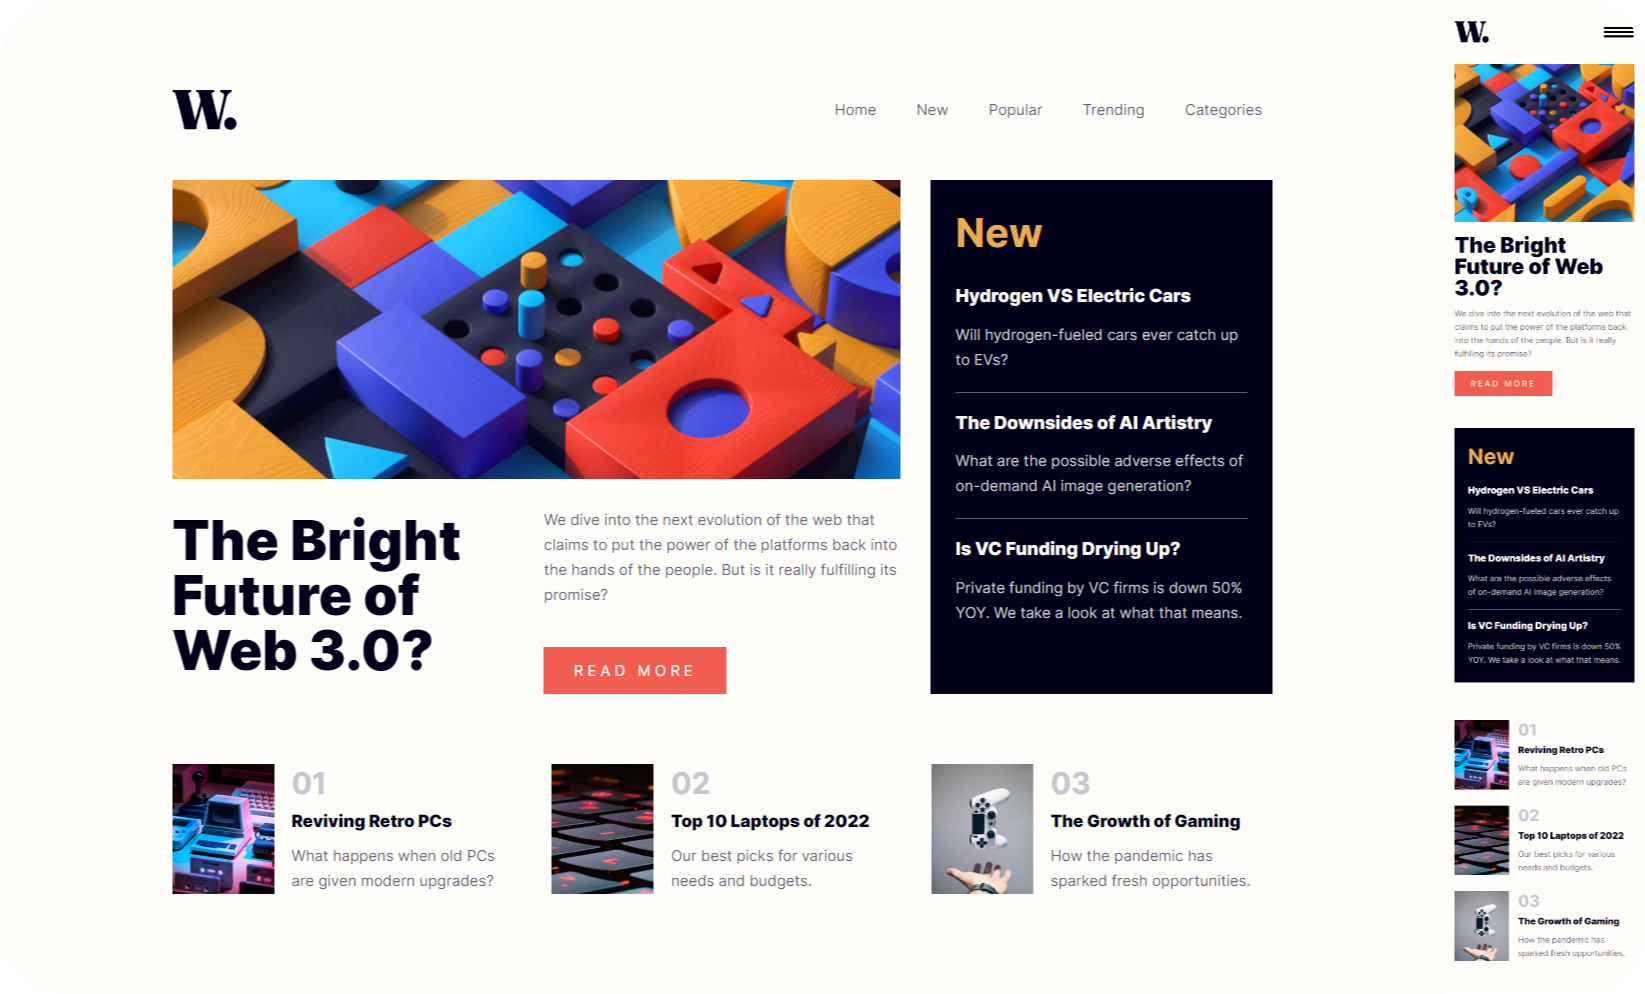 W.
Home New Popular Trending Categories
New
Hydrogen VS Electric Cars
Will hydrogen-fueled cars ever catch up
to EVs?
The Downsides of AI Artistry
What are the possible adverse effects of
on-demand AI image generation?
Is VC Funding Drying Up?
Private funding by VC firms is down 50%
YOY. We take a look at what that means.
The Bright
Future of
Web 3.0?
We dive into the next evolution of the web that
claims to put the power of the platforms back into
the hands of the people. But is it really fulfilling its
promise?
READ MORE
01
Reviving Retro PCs
What happens when old PCs
are given modern upgrades?
02
Top 10 Laptops of 2022
Our best picks for various
needs and budgets.
03
The Growth of Gaming
How the pandemic has
sparked fresh opportunities.
W.
The Bright
Future of Web
3.0?
We dive into the next evolution of the web that
claims to put the power of the platforms back
into the hands of the people. But is it really
fulfilling its promise?
READ MORE
New
Hydrogen VS Electric Cars
Will hydrogen-fueled cars ever catch up
to EVs?
The Downsides of AI Artistry
What are the possible adverse effects
of on-demand AI image generation?
Is VC Funding Drying Up?
Private funding by VC firms is down 50%
YOY. We take a look at what that means.
01
Reviving Retro PCs
What happens when old PCs
are given modern upgrades?
02
Top 10 Laptops of 2022
Our best picks for various
needs and budgets.
03
The Growth of Gaming
How the pandemic has
sparked fresh opportunities.